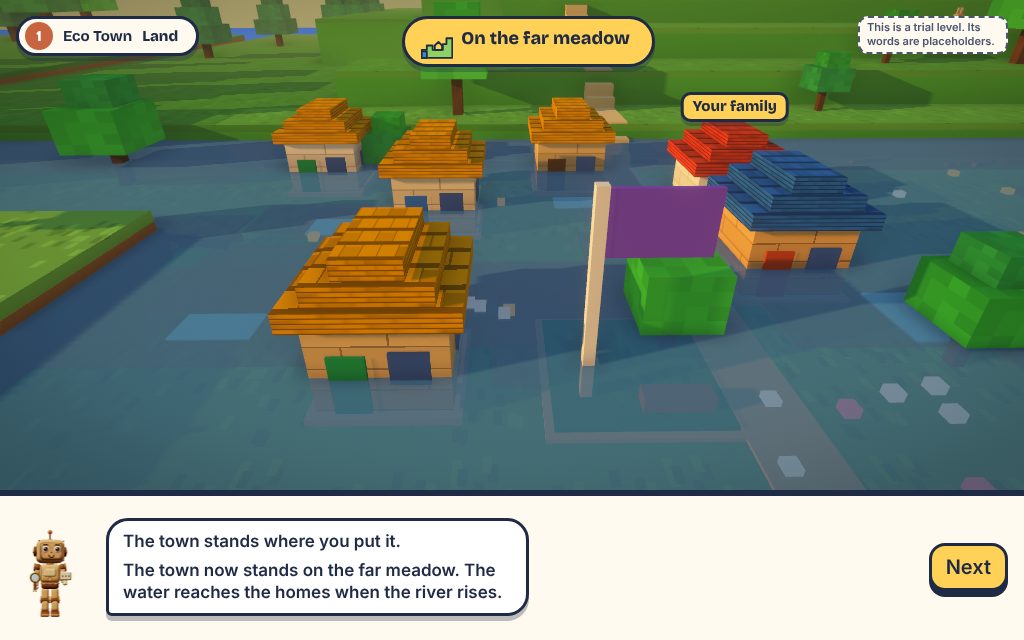 1 Eco Town Land
On the far meadow
This is a trial level. Its
words are placeholders.
Your family
The town stands where you put it.
The town now stands on the far meadow. The
water reaches the homes when the river rises.
Next